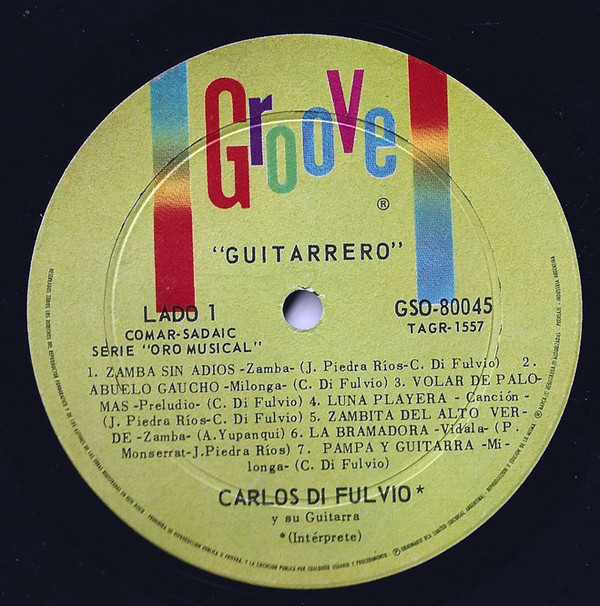 Groove
®
"GUITARRERO"
LADO 1
GSO-80045
COMAR-SADAIC
TAGR-1557
SERIE "ORO MUSICAL"
1. ZAMBA SIN ADIOS -Zamba- (J. Piedra Ríos-C. Di Fulvio) 2.
ABUELO GAUCHO -Milonga- (C. Di Fulvio) 3. VOLAR DE PALO-
MAS -Preludio- (C. Di Fulvio) 4. LUNA PLAYERA - Canción -
(J. Piedra Ríos-C. Di Fulvio) 5. ZAMBITA DEL ALTO VER-
DE -Zamba- (A. Yupanqui) 6. LA BRAMADORA -Vidala- (P.
Monserrat-J.Piedra Ríos) 7. PAMPA Y GUITARRA -Mi-
longa- (C. Di Fulvio)
CARLOS DI FULVIO*
y su Guitarra
*(Intérprete)